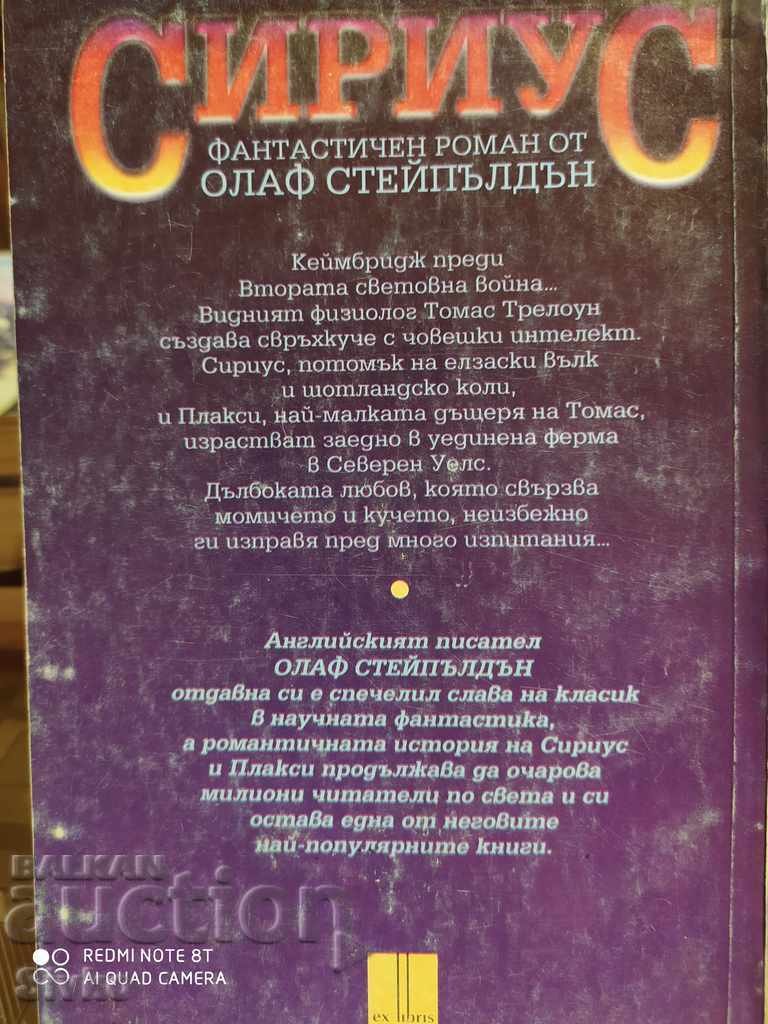 СИРИУС
ФАНТАСТИЧЕН РОМАН ОТ
ОЛАФ СТЕЙПЪЛДЪН
Кеймбридж преди
Втората световна война...
Видният физиолог Томас Трелоун
създава свръхкуче с човешки интелект.
Сириус, потомък на елзаски вълк
и шотландско коли,
и Плакси, най-малката дъщеря на Томас,
израстват заедно в уединена ферма
в Северен Уелс.
Дълбоката любов, която свързва
момичето и кучето, неизбежно
ги изправя пред много изпитания...
Английският писател
ОЛАФ СТЕЙПЪЛДЪН
отдавна си е спечелил слава на класик
в научната фантастика,
а романтичната история на Сириус
и Плакси продължава да очарова
милиони читатели по света и си
остава една от неговите
най-популярните книги.
BALKAN
auction
REDMI NOTE 8T
AI QUAD CAMERA
ex libris